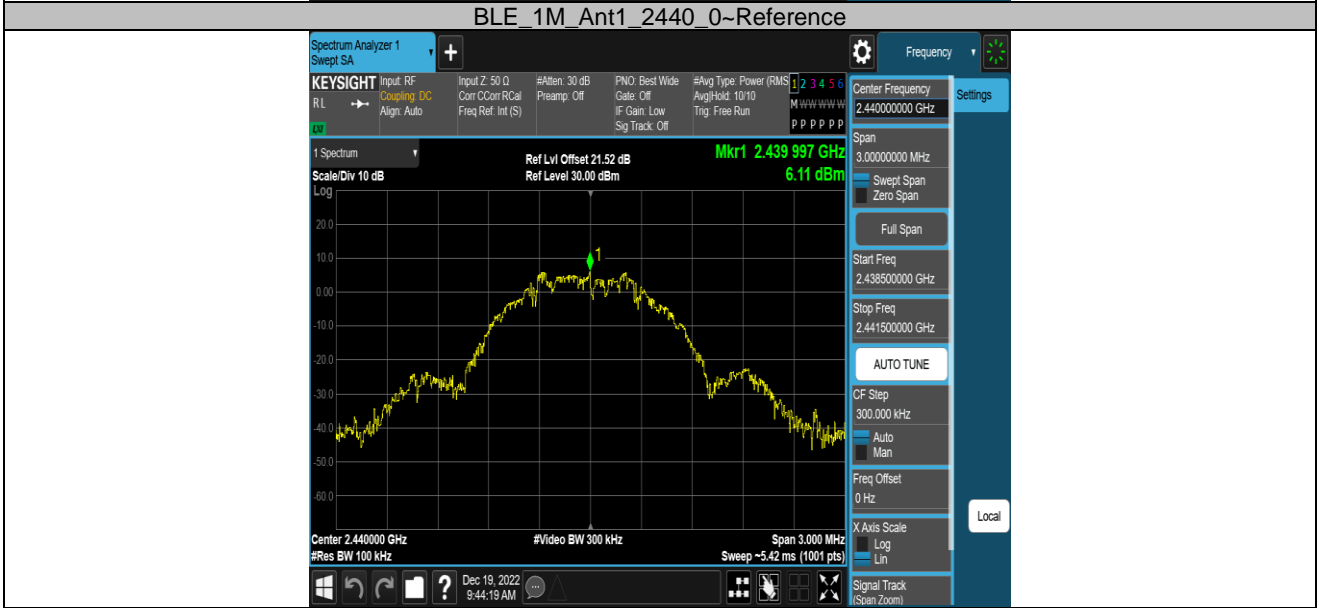 BLE_1M_Ant1_2440_0~Reference
Spectrum Analyzer 1
Swept SA
+
Frequency
KEYSIGHT
RL
LXI
Input: RF
Coupling: DC
Align: Auto
Input Z: 50 Ω
Corr CCorr RCal
Freq Ref: Int (S)
#Atten: 30 dB
Preamp: Off
PNO: Best Wide
Gate: Off
IF Gain: Low
Sig Track: Off
#Avg Type: Power (RMS
Avg|Hold: 10/10
Trig: Free Run
1 2 3 4 5 6
M W W W W W
P P P P P P
1 Spectrum
Scale/Div 10 dB
Log
Ref Lvl Offset 21.52 dB
Ref Level 30.00 dBm
Mkr1 2.439 997 GHz
6.11 dBm
20.0
10.0
0.00
-10.0
-20.0
-30.0
-40.0
-50.0
-60.0
1
Center 2.440000 GHz
#Res BW 100 kHz
#Video BW 300 kHz
Span 3.000 MHz
Sweep ~5.42 ms (1001 pts)
?
Dec 19, 2022
9:44:19 AM
Center Frequency
2.440000000 GHz
Settings
Span
3.00000000 MHz
Swept Span
Zero Span
Full Span
Start Freq
2.438500000 GHz
Stop Freq
2.441500000 GHz
AUTO TUNE
CF Step
300.000 kHz
Auto
Man
Freq Offset
0 Hz
X Axis Scale
Log
Lin
Local
Signal Track
(Span Zoom)